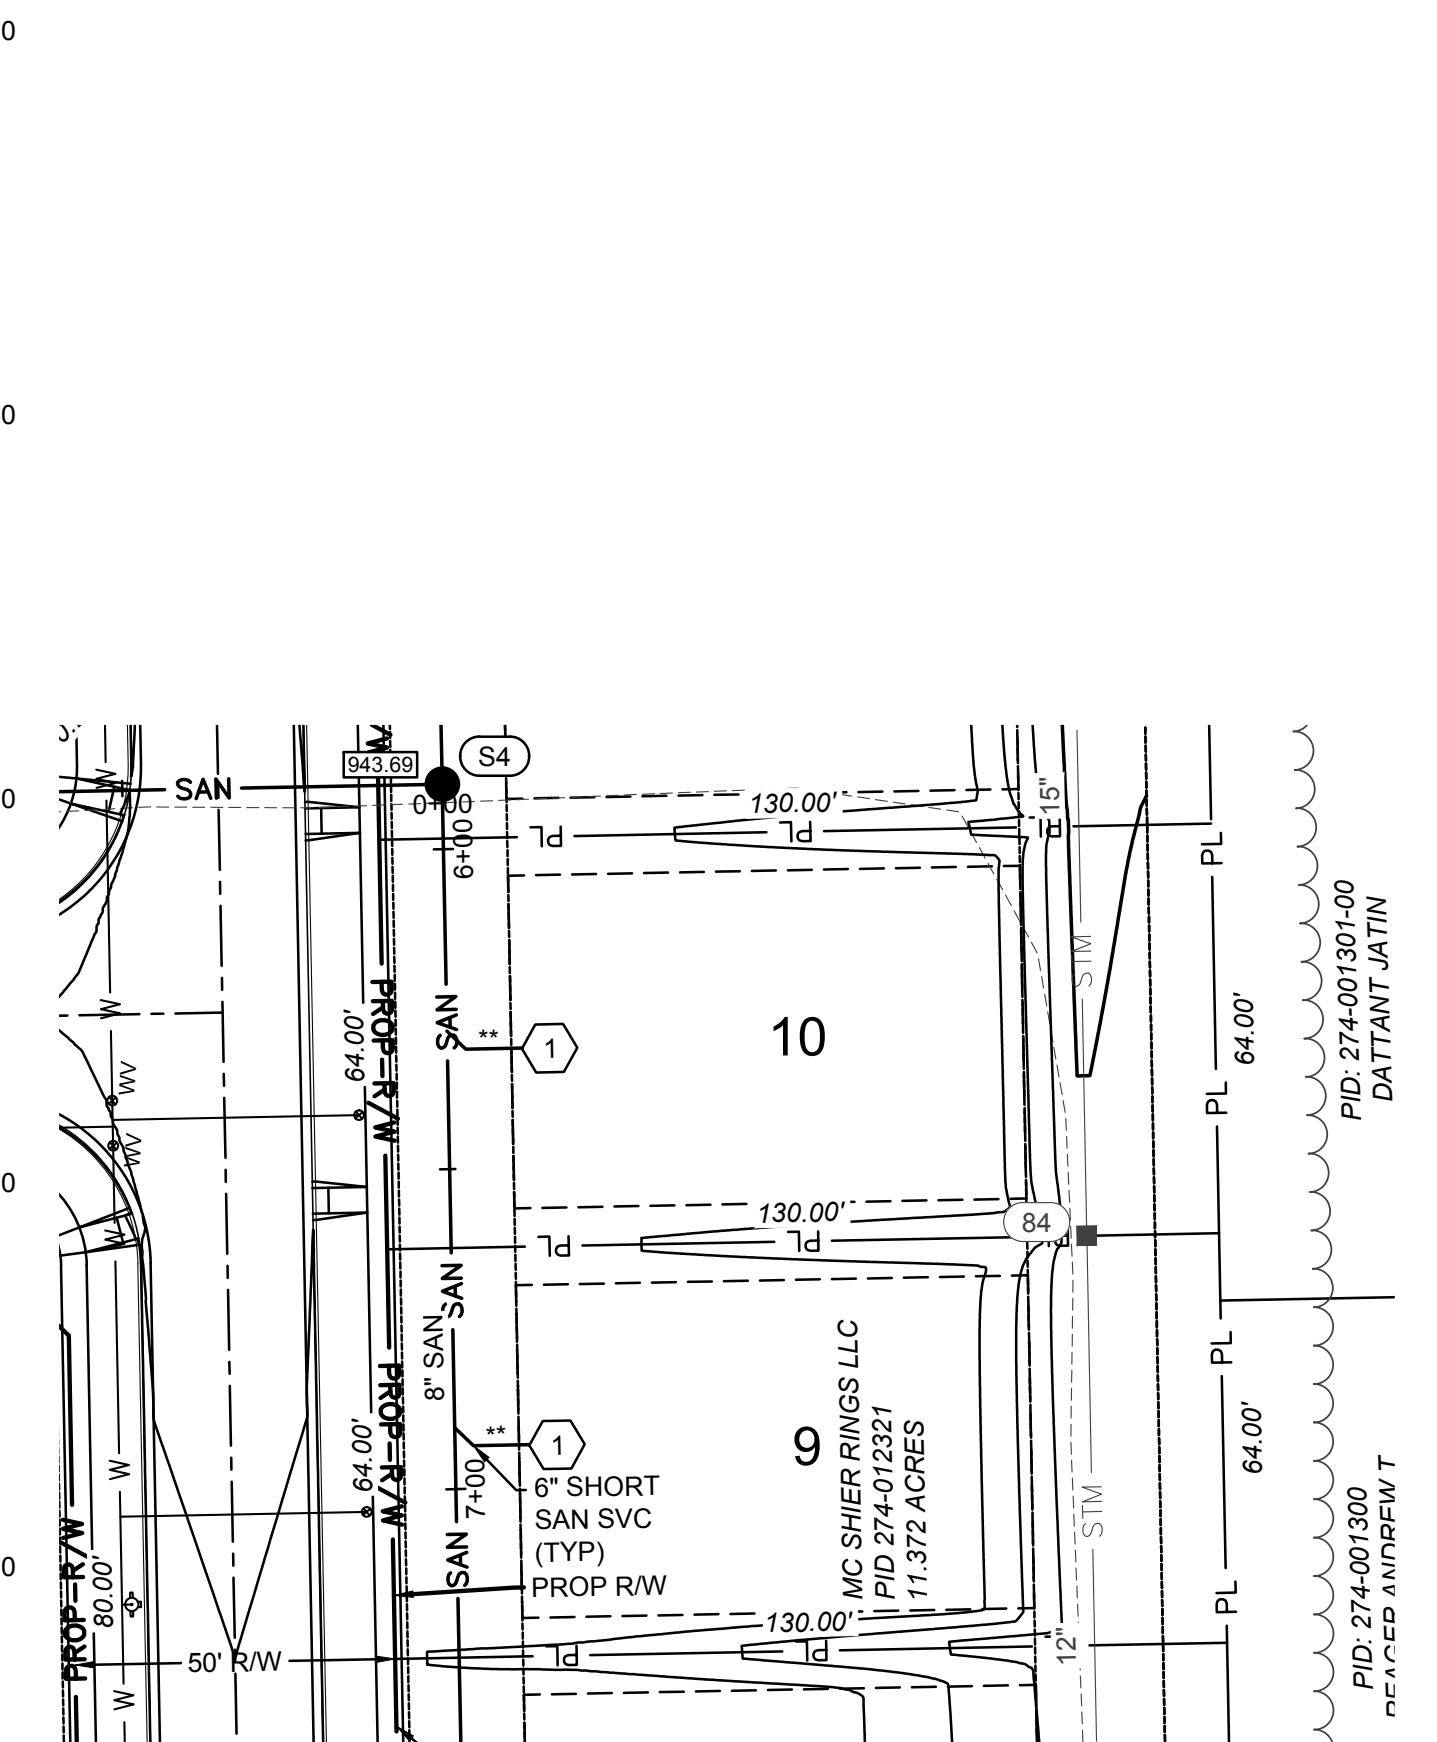 0
0
0
0
0
W
943.69
S4
SAN
W
0+00
6+00
130.00'
PL
PL
15"
PL
PROP-R/W
64.00'
SAN
**
1
10
STM
64.00'
PID: 274-001301-00
DATTANT JATIN
W
WV
WV
W
PL
130.00'
PL
PL
84
SAN
8" SAN
PROP-R/W
64.00'
**
1
9
MC SHIER RINGS LLC
PID 274-012321
11.372 ACRES
PL
64.00'
STM
7+00
6" SHORT
SAN SVC
(TYP)
PROP R/W
SAN
W
PROP-R/W
80.00'
50' R/W
W
130.00'
PL
PL
12"
PL
PID: 274-001300
REAGER ANDREW T